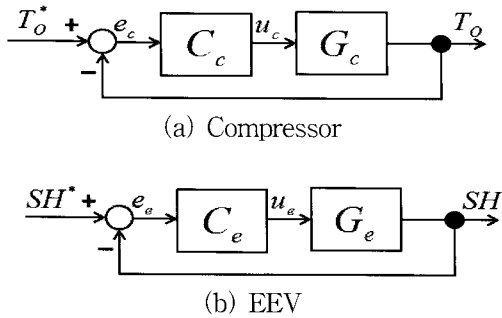 T_o^* + e_c C_c u_c G_c T_o
−
(a) Compressor
SH^* + e_e C_e u_e G_e SH
−
(b) EEV